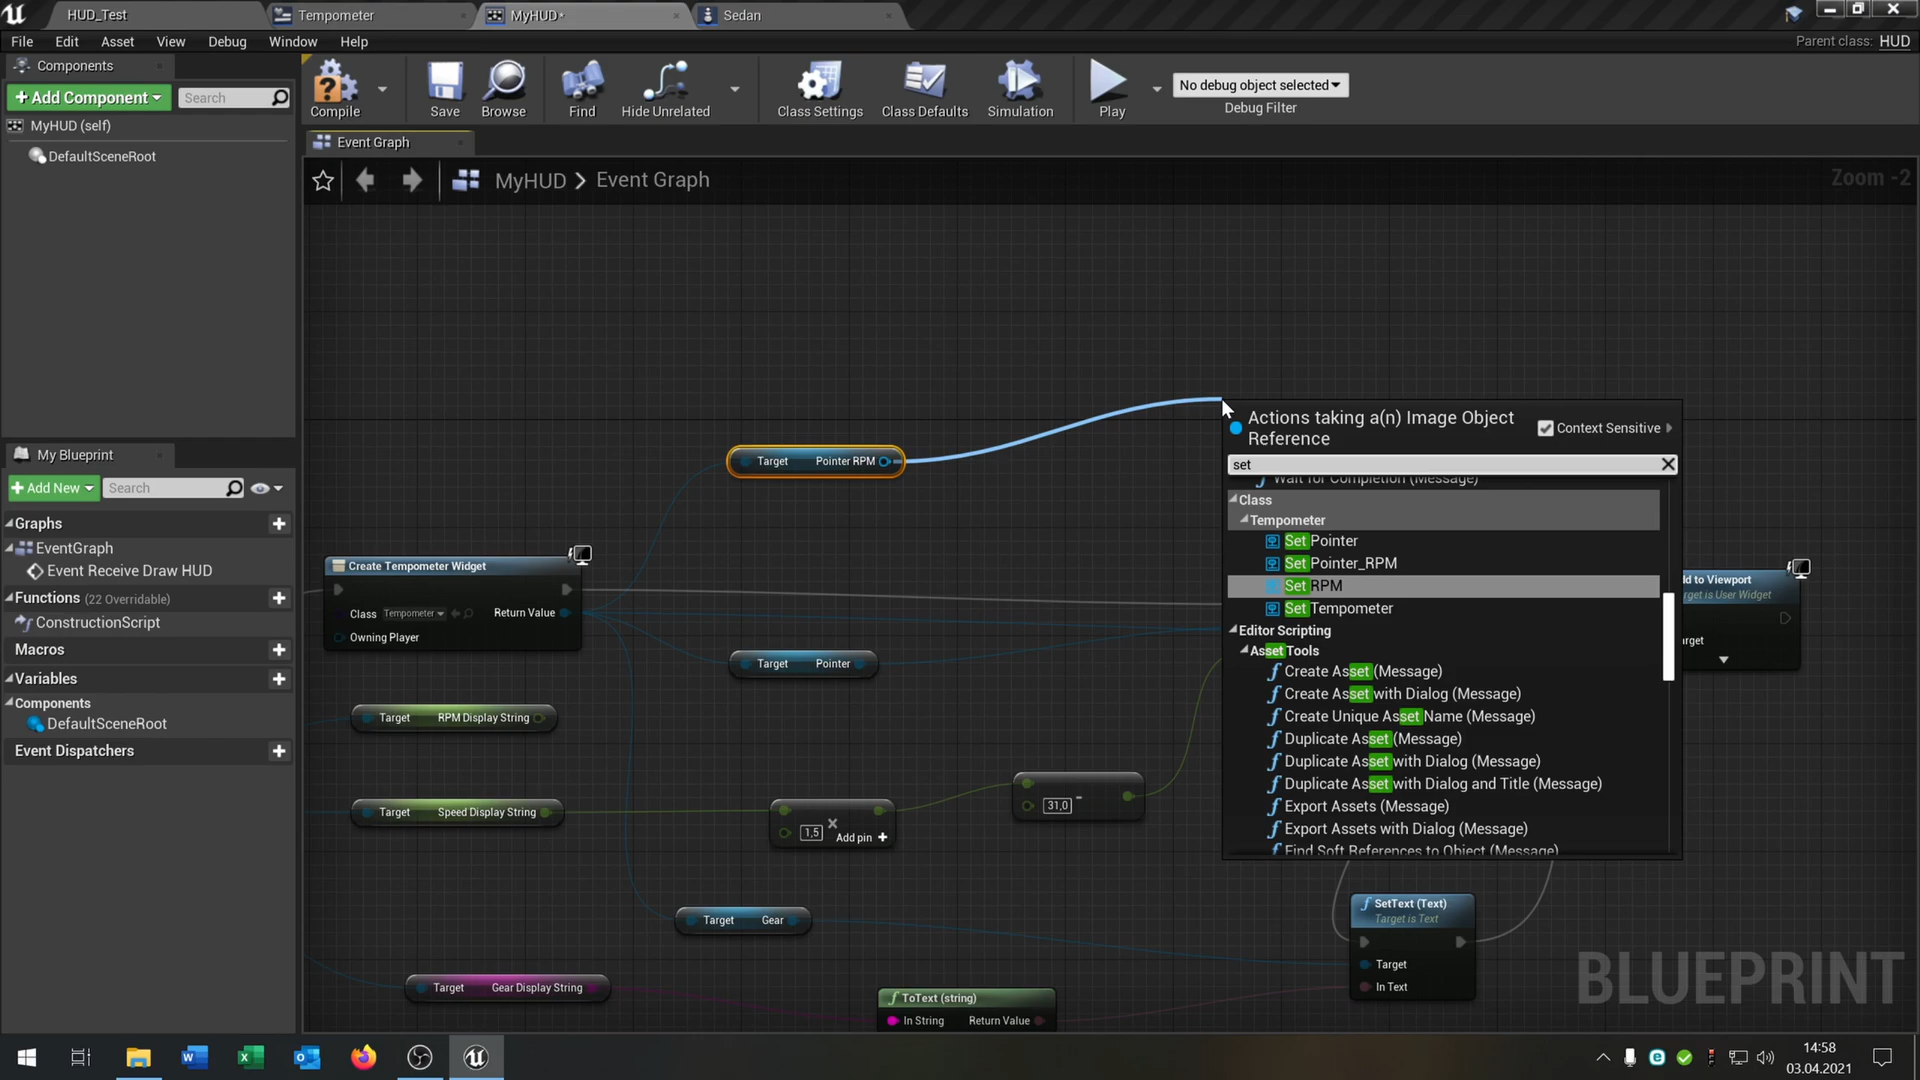 HUD_Test
Tempometer
MyHUD*
Sedan
File
Edit
Asset
View
Debug
Window
Help
Parent class: HUD
Components
+ Add Component
Search
MyHUD (self)
DefaultSceneRoot
Compile
Save
Browse
Find
Hide Unrelated
Class Settings
Class Defaults
Simulation
Play
No debug object selected
Debug Filter
Event Graph
MyHUD > Event Graph
Zoom -2
My Blueprint
+ Add New
Search
Graphs
EventGraph
Event Receive Draw HUD
Functions (22 Overridable)
ConstructionScript
Macros
Variables
Components
DefaultSceneRoot
Event Dispatchers
Target Pointer RPM
Create Tempometer Widget
Class Tempometer
Return Value
Owning Player
Target Pointer
Target RPM Display String
Target Speed Display String
1,5
X
Add pin +
31,0
-
Target Gear
Target Gear Display String
ToText (string)
In String Return Value
SetText (Text)
Target is Text
Target
In Text
dd to Viewport
rget is User Widget
arget
Actions taking a(n) Image Object
Reference
Context Sensitive
set
Wait for Completion (Message)
Class
Tempometer
Set Pointer
Set Pointer_RPM
Set RPM
Set Tempometer
Editor Scripting
Asset Tools
Create Asset (Message)
Create Asset with Dialog (Message)
Create Unique Asset Name (Message)
Duplicate Asset (Message)
Duplicate Asset with Dialog (Message)
Duplicate Asset with Dialog and Title (Message)
Export Assets (Message)
Export Assets with Dialog (Message)
Find Soft References to Object (Message)
BLUEPRINT
14:58
03.04.2021